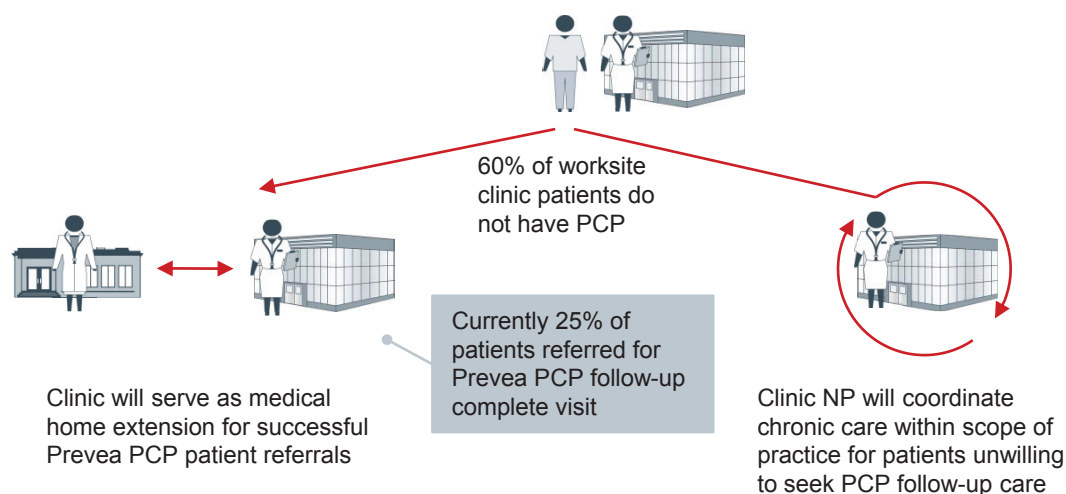 60% of worksite
clinic patients do
not have PCP
Currently 25% of
patients referred for
Prevea PCP follow-up
complete visit
Clinic will serve as medical
home extension for successful
Prevea PCP patient referrals
Clinic NP will coordinate
chronic care within scope of
practice for patients unwilling
to seek PCP follow-up care